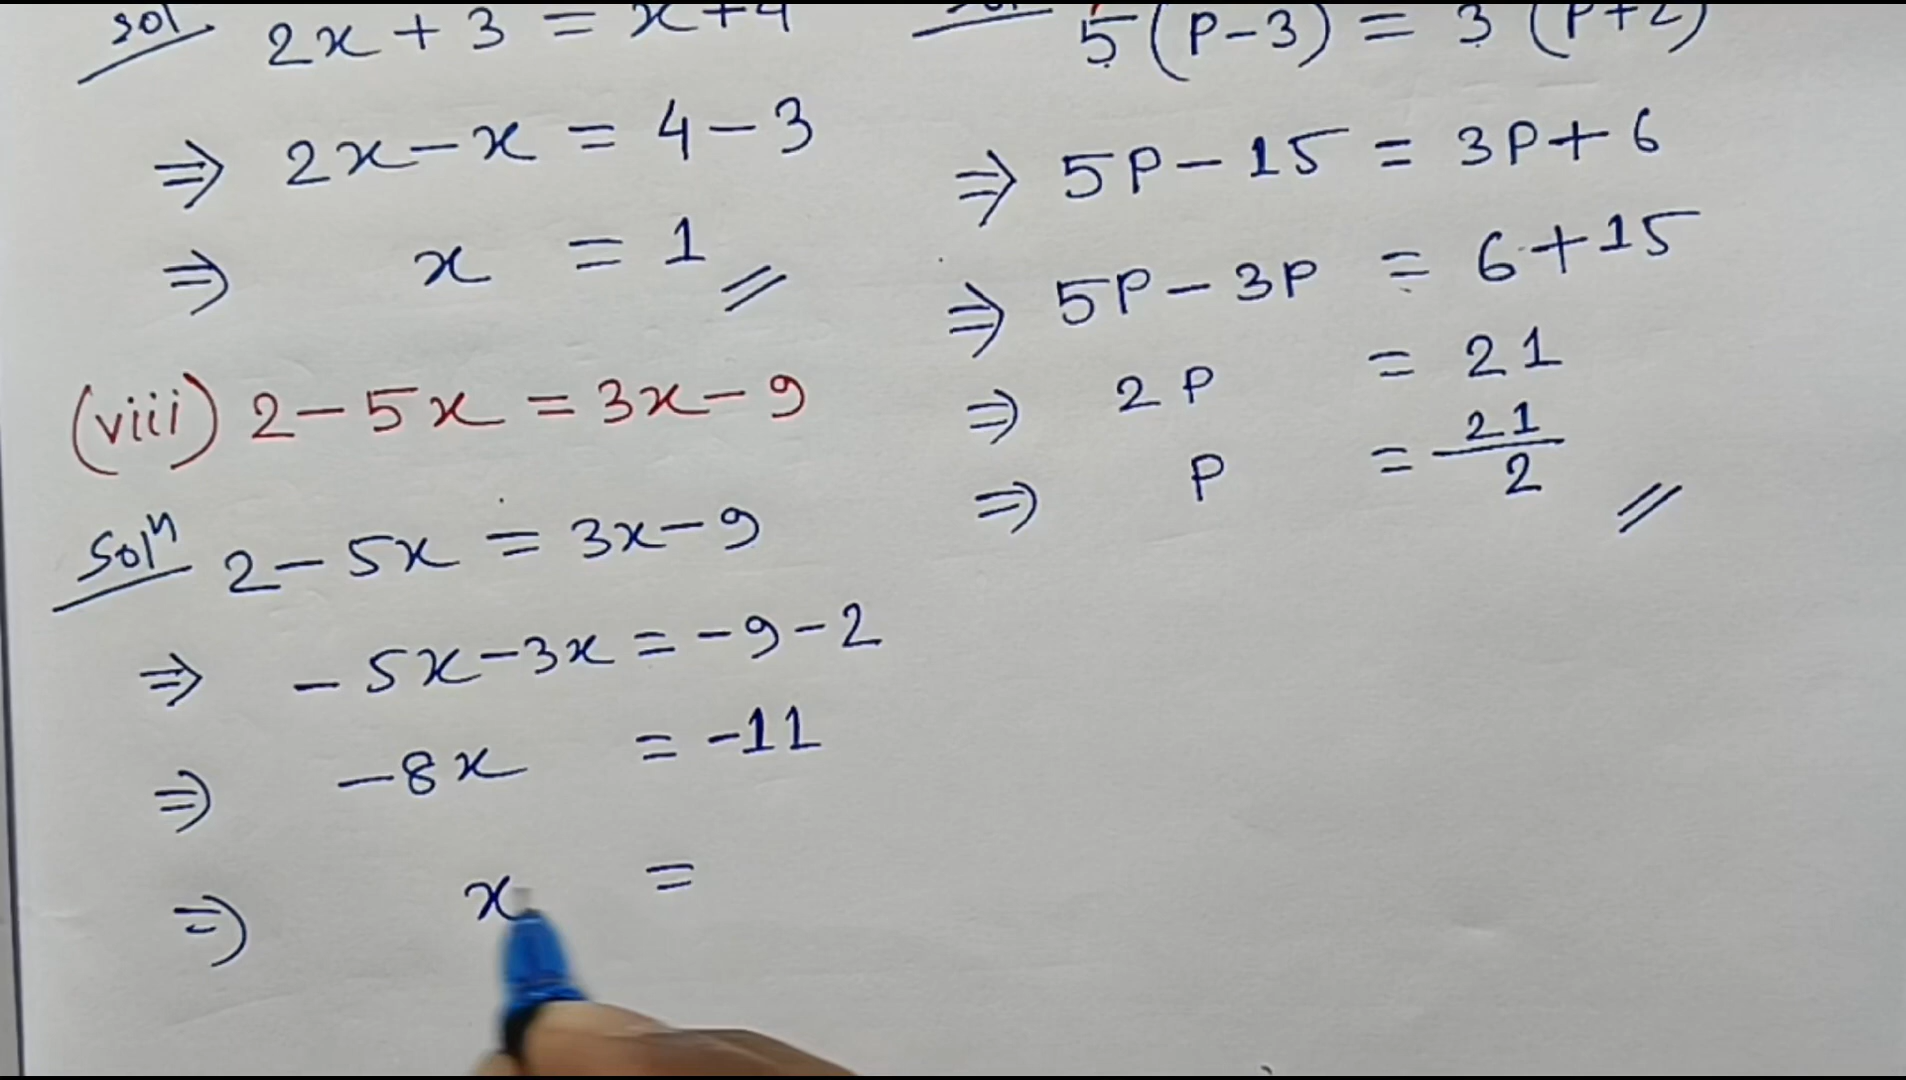 Sol 2x + 3 = x + 4
⇒ 2x - x = 4 - 3
⇒ x = 1 //
(viii) 2 - 5x = 3x - 9
Solⁿ 2 - 5x = 3x - 9
⇒ -5x - 3x = -9 - 2
⇒ -8x = -11
⇒ x =
5(P-3) = 3(P+2)
⇒ 5P - 15 = 3P + 6
⇒ 5P - 3P = 6 + 15
⇒ 2P = 21
⇒ P = 21/2 //